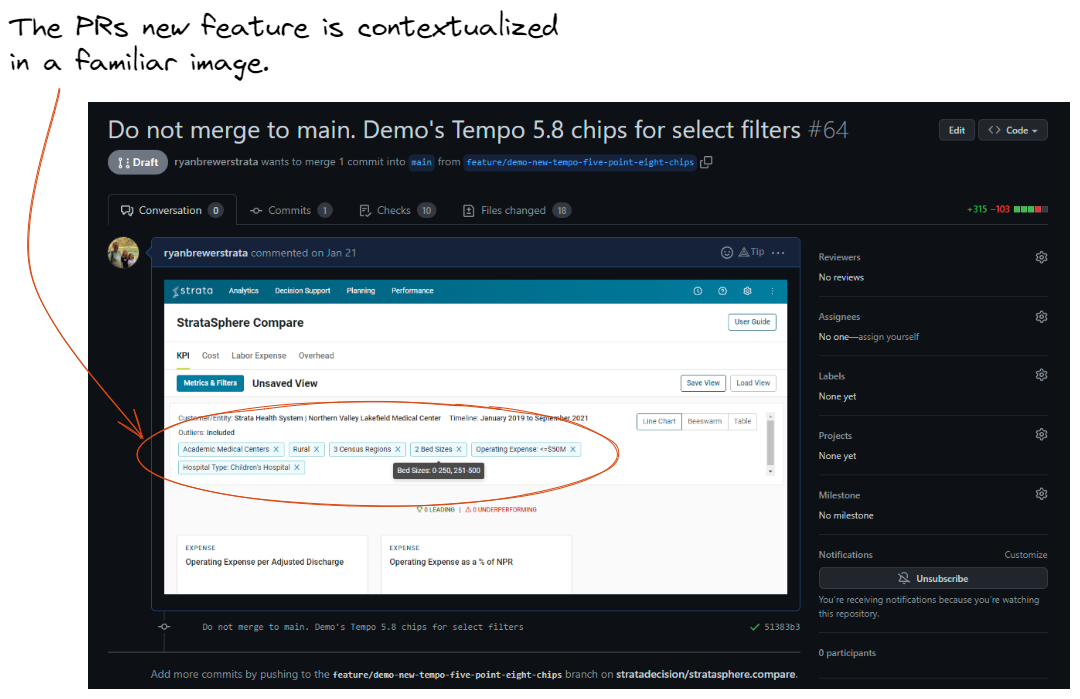 The PRs new feature is contextualized
in a familiar image.
Do not merge to main. Demo's Tempo 5.8 chips for select filters #64
Edit
Code
Draft
ryanbrewerstrata wants to merge 1 commit into main from feature/demo-new-tempo-five-point-eight-chips
Conversation 0
Commits 1
Checks 10
Files changed 18
+315 −103
ryanbrewerstrata commented on Jan 21
Tip
strata
Analytics
Decision Support
Planning
Performance
StrataSphere Compare
User Guide
KPI
Cost
Labor Expense
Overhead
Metrics & Filters
Unsaved View
Save View
Load View
Customer/Entity: Strata Health System | Northern Valley Lakefield Medical Center Timeline: January 2019 to September 2021
Outliers: Included
Line Chart
Beeswarm
Table
Academic Medical Centers X
Rural X
3 Census Regions X
2 Bed Sizes X
Operating Expense: <=$50M X
Hospital Type: Children's Hospital X
Bed Sizes: 0-250, 251-500
0 LEADING | 0 UNDERPERFORMING
EXPENSE
Operating Expense per Adjusted Discharge
EXPENSE
Operating Expense as a % of NPR
Do not merge to main. Demo's Tempo 5.8 chips for select filters
51383b3
Add more commits by pushing to the feature/demo-new-tempo-five-point-eight-chips branch on stratadecision/stratasphere.compare.
Reviewers
No reviews
Assignees
No one—assign yourself
Labels
None yet
Projects
None yet
Milestone
No milestone
Notifications
Customize
Unsubscribe
You're receiving notifications because you're watching
this repository.
0 participants